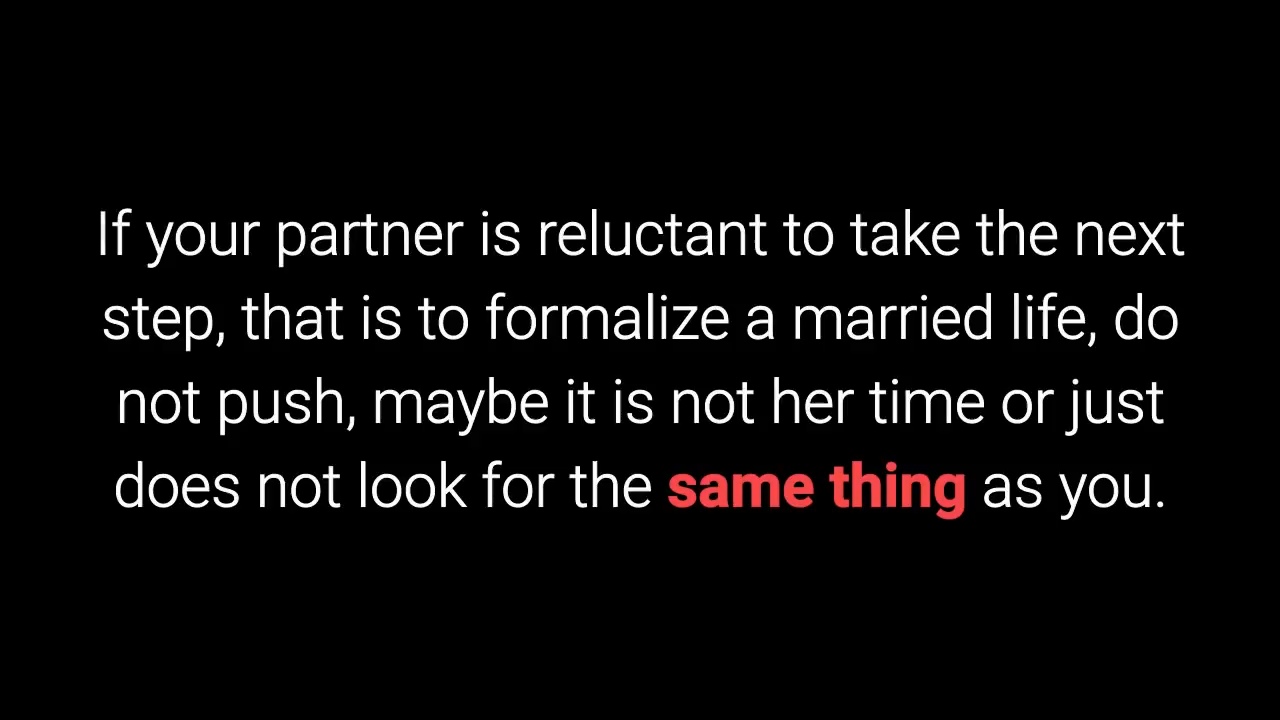 If your partner is reluctant to take the next
step, that is to formalize a married life, do
not push, maybe it is not her time or just
does not look for the same thing as you.